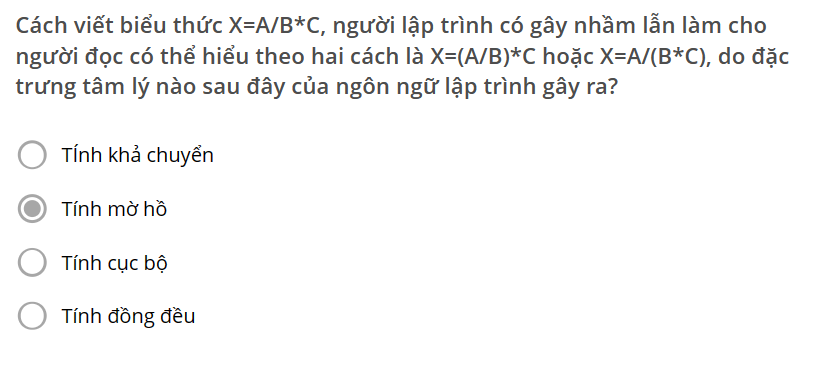 Cách viết biểu thức X=A/B*C, người lập trình có gây nhầm lẫn làm cho
người đọc có thể hiểu theo hai cách là X=(A/B)*C hoặc X=A/(B*C), do đặc
trưng tâm lý nào sau đây của ngôn ngữ lập trình gây ra?
TÍnh khả chuyển
Tính mờ hồ
Tính cục bộ
Tính đồng đều